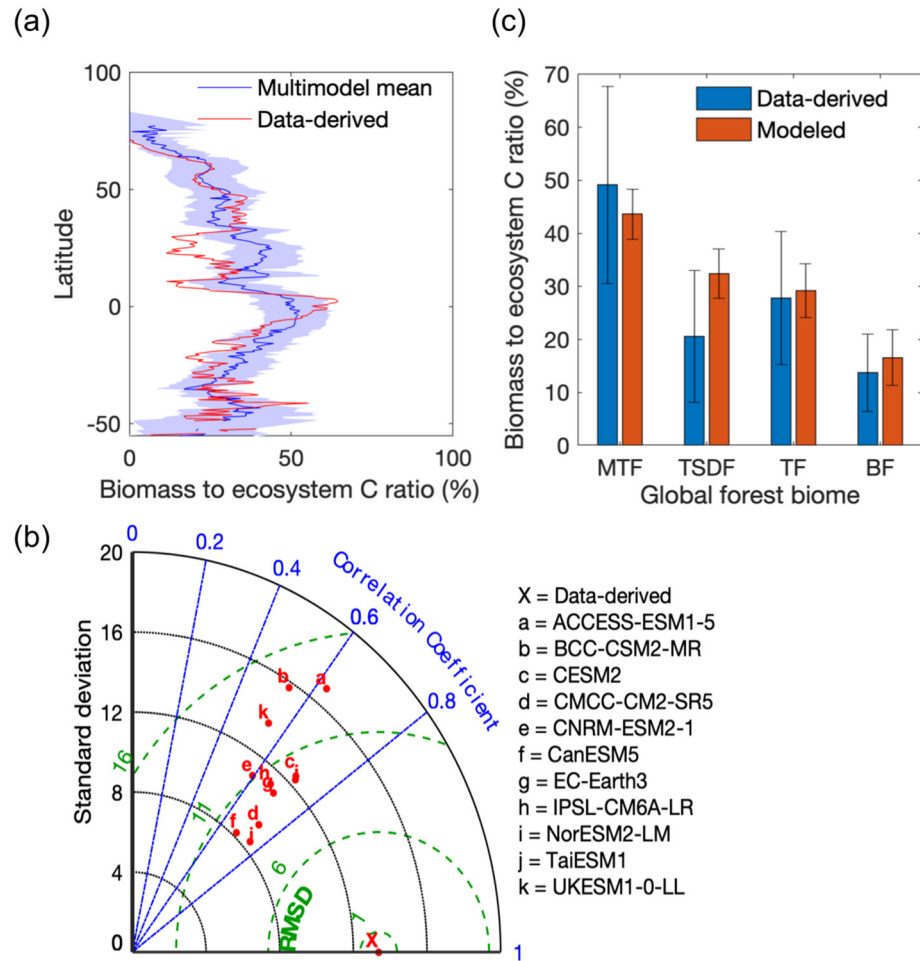 (a)
100
50
0
-50
Latitude
Multimodel mean
Data-derived
0
50
100
Biomass to ecosystem C ratio (%)
(c)
70
60
50
40
30
20
10
0
Biomass to ecosystem C ratio (%)
Data-derived
Modeled
MTF
TSDF
TF
BF
Global forest biome
(b)
20
16
12
8
4
0
Standard deviation
0
0.2
0.4
0.6
0.8
1
Correlation Coefficient
16
11
6
1
RMSD
b
a
k
e
h
g
c
i
f
d
j
X
X = Data-derived
a = ACCESS-ESM1-5
b = BCC-CSM2-MR
c = CESM2
d = CMCC-CM2-SR5
e = CNRM-ESM2-1
f = CanESM5
g = EC-Earth3
h = IPSL-CM6A-LR
i = NorESM2-LM
j = TaiESM1
k = UKESM1-0-LL